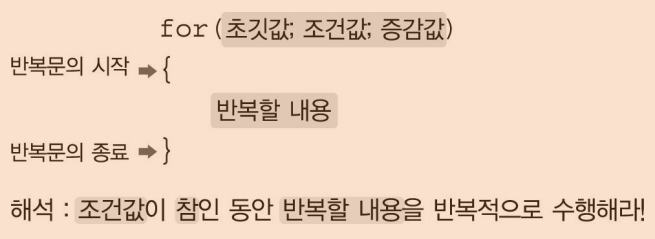 for(초깃값; 조건값; 증감값)
반복문의 시작 ➡ {
반복할 내용
반복문의 종료 ➡ }
해석 : 조건값이 참인 동안 반복할 내용을 반복적으로 수행해라!